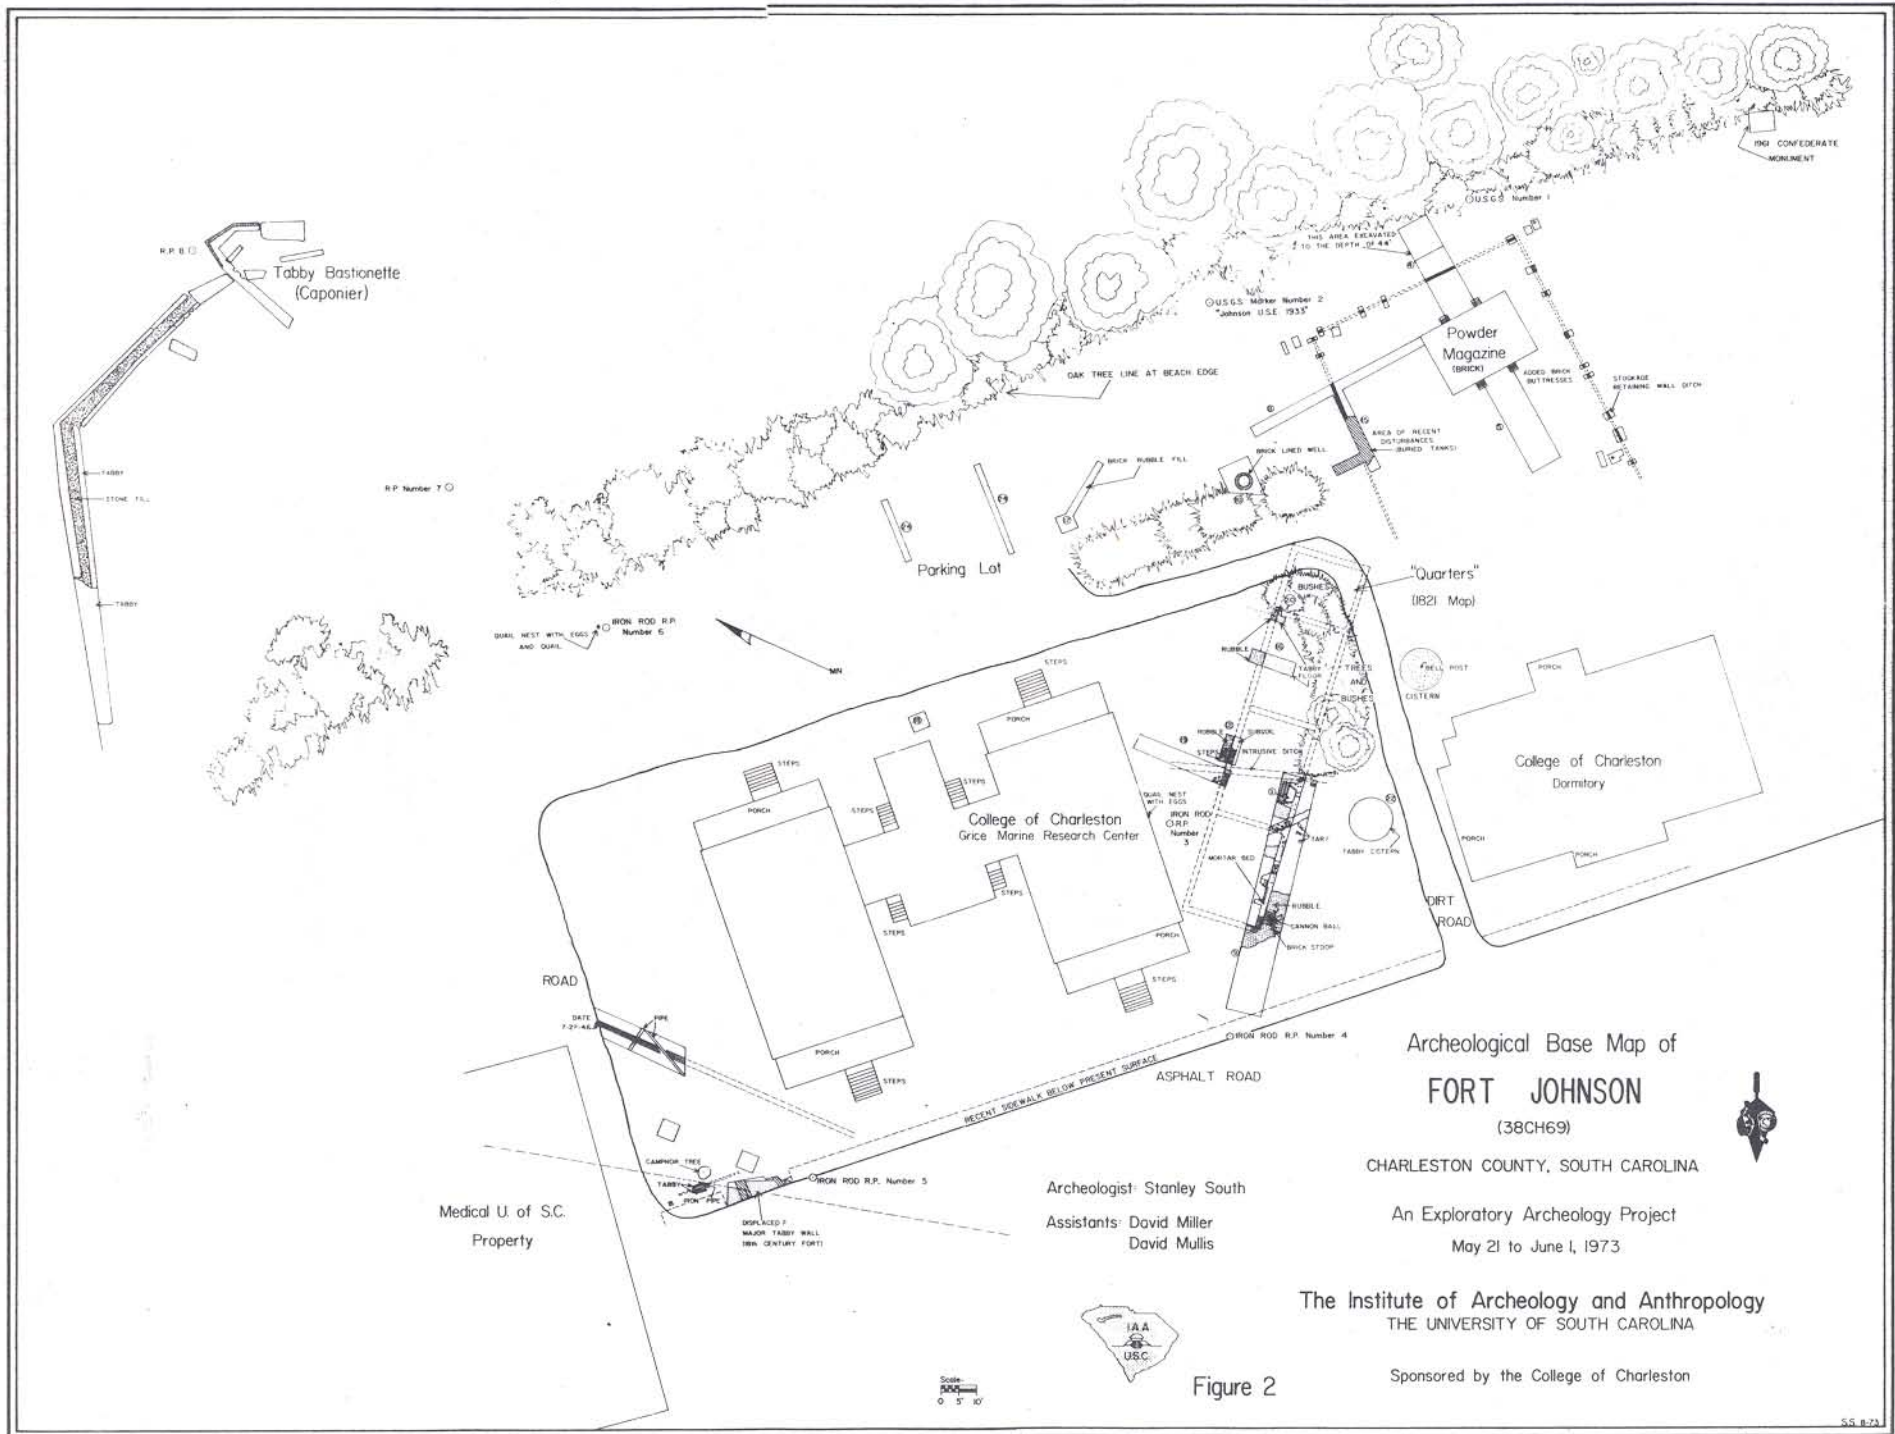 1961 CONFEDERATE
MONUMENT
U.S.G.S. Number 1
THIS AREA EXCAVATED
TO THE DEPTH OF 44"
R.P. 8
Tabby Bastionette
(Caponier)
U.S.G.S. Marker Number 2
"Johnson U.S.E. 1933"
Powder
Magazine
(BRICK)
ADDED BRICK
BUTTRESSES
STOCKADE
RETAINING WALL DITCH
OAK TREE LINE AT BEACH EDGE
AREA OF RECENT
DISTURBANCES
(BURIED TANKS)
BRICK LINED WELL
BRICK RUBBLE FILL
TABBY
STONE FILL
R.P. Number 7
TABBY
Parking Lot
"Quarters"
(1821 Map)
BUSHES
IRON ROD R.P.
Number 6
QUAIL NEST WITH EGGS
AND QUAIL
MN
RUBBLE
TABBY
FLOOR
TREES
AND
BUSHES
BELL POST
CISTERN
PORCH
STEPS
PORCH
RUBBLE
SUBSOIL
STEPS
INTRUSIVE DITCH
College of Charleston
Dormitory
STEPS
STEPS
STEPS
PORCH
QUAIL NEST
WITH EGGS
IRON ROD
R.P.
Number
3
College of Charleston
Grice Marine Research Center
TABBY CISTERN
PORCH
PORCH
MORTAR BED
STEPS
STEPS
RUBBLE
CANNON BALL
BRICK STOOP
DIRT
ROAD
PORCH
STEPS
ROAD
DATE
7-27-46
PIPE
PORCH
STEPS
IRON ROD R.P. Number 4
ASPHALT ROAD
RECENT SIDEWALK BELOW PRESENT SURFACE
CAMPHOR TREE
TABBY
IRON PIPE
IRON ROD R.P. Number 5
DISPLACED ?
MAJOR TABBY WALL
(18th CENTURY FORT)
Medical U. of S.C.
Property
Archeologist: Stanley South
Assistants: David Miller
David Mullis
Archeological Base Map of
FORT JOHNSON
(38CH69)
CHARLESTON COUNTY, SOUTH CAROLINA
An Exploratory Archeology Project
May 21 to June 1, 1973
The Institute of Archeology and Anthropology
THE UNIVERSITY OF SOUTH CAROLINA
Sponsored by the College of Charleston
I.A.A.
U.S.C.
Figure 2
Scale
0 5' 10'
S.S. 8-73